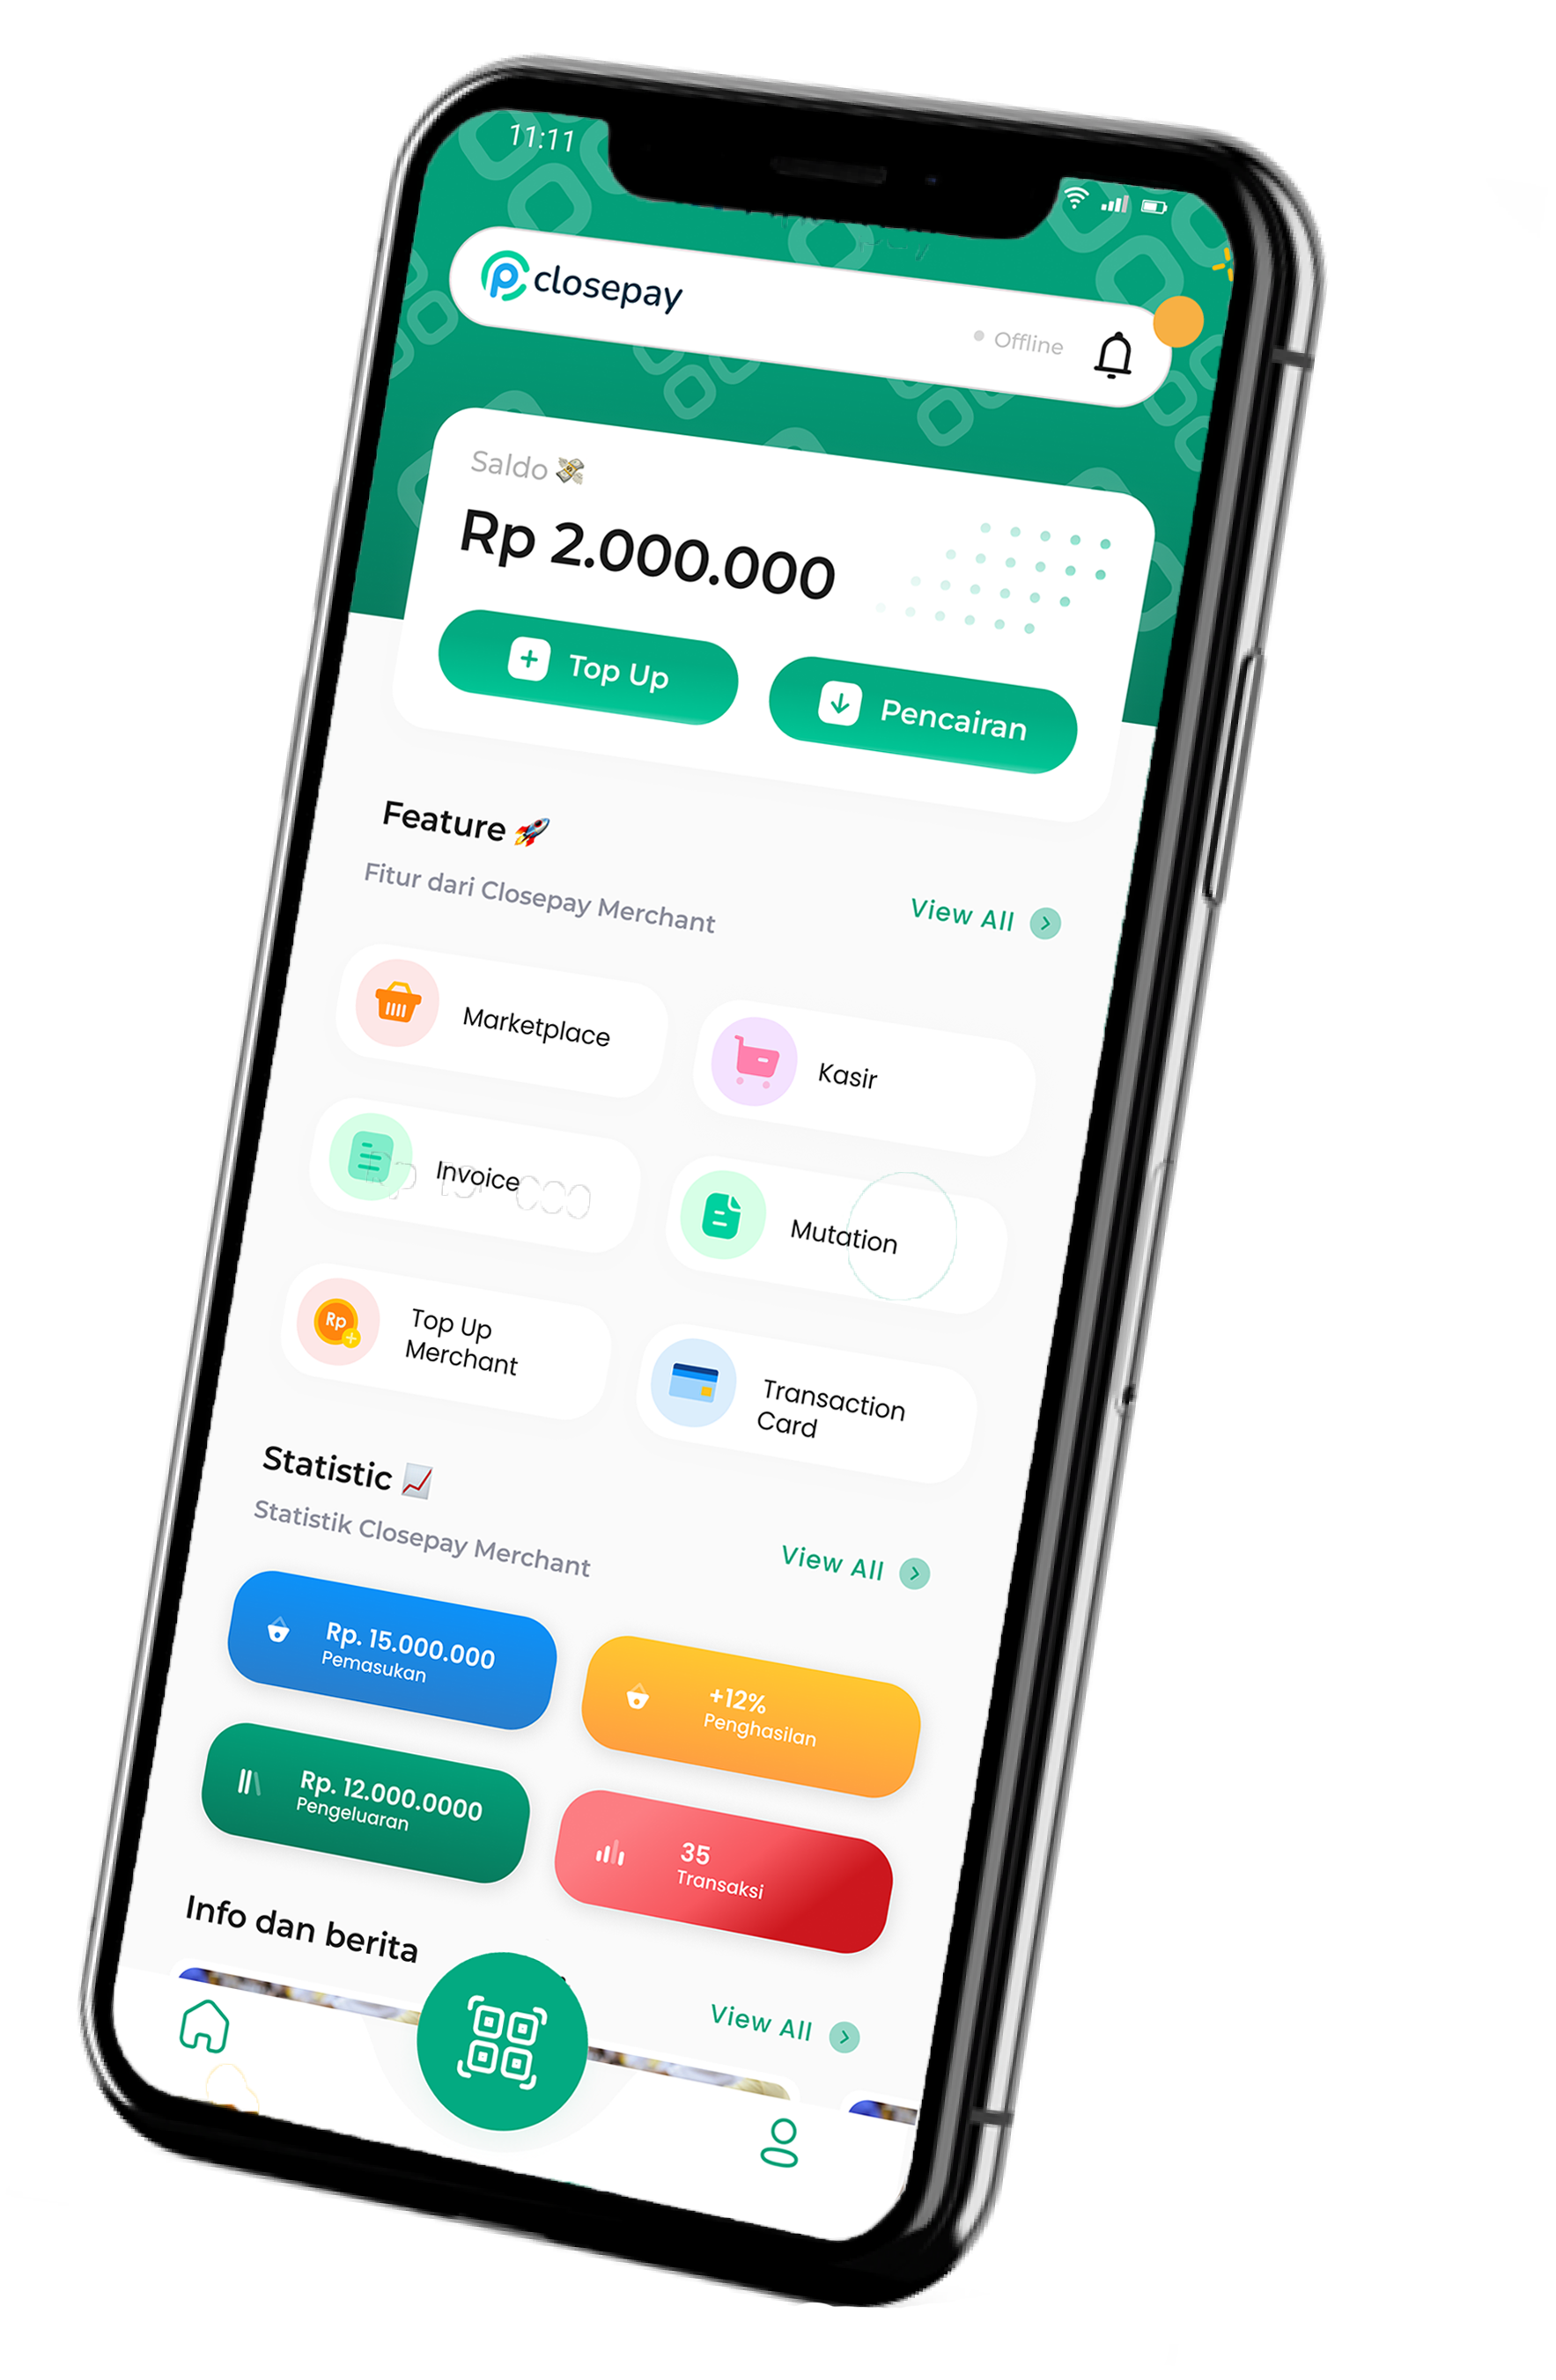 11:11
closepay
Offline
Saldo 💸
Rp 2.000.000
Top Up
Pencairan
Feature 🚀
Fitur dari Closepay Merchant
View All
Marketplace
Kasir
Invoice
Mutation
Rp
Top Up
Merchant
Transaction
Card
Statistic 📈
Statistik Closepay Merchant
View All
Rp. 15.000.000
Pemasukan
+12%
Penghasilan
Rp. 12.000.0000
Pengeluaran
35
Transaksi
Info dan berita
View All